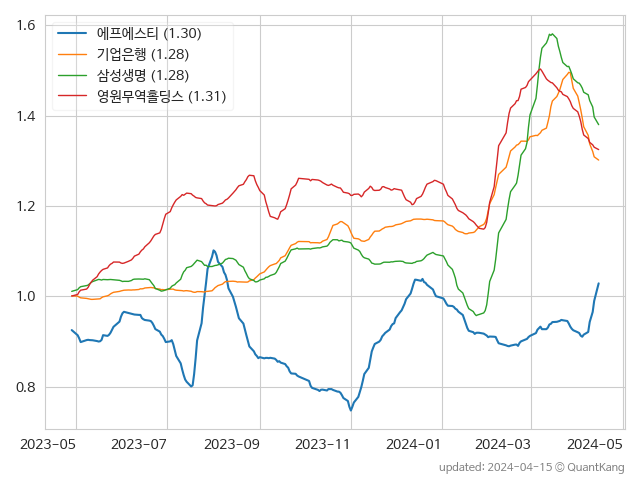 에프에스티 (1.30)
기업은행 (1.28)
삼성생명 (1.28)
영원무역홀딩스 (1.31)
1.6
1.4
1.2
1.0
0.8
2023-05 2023-07 2023-09 2023-11 2024-01 2024-03 2024-05
updated: 2024-04-15 © QuantKang